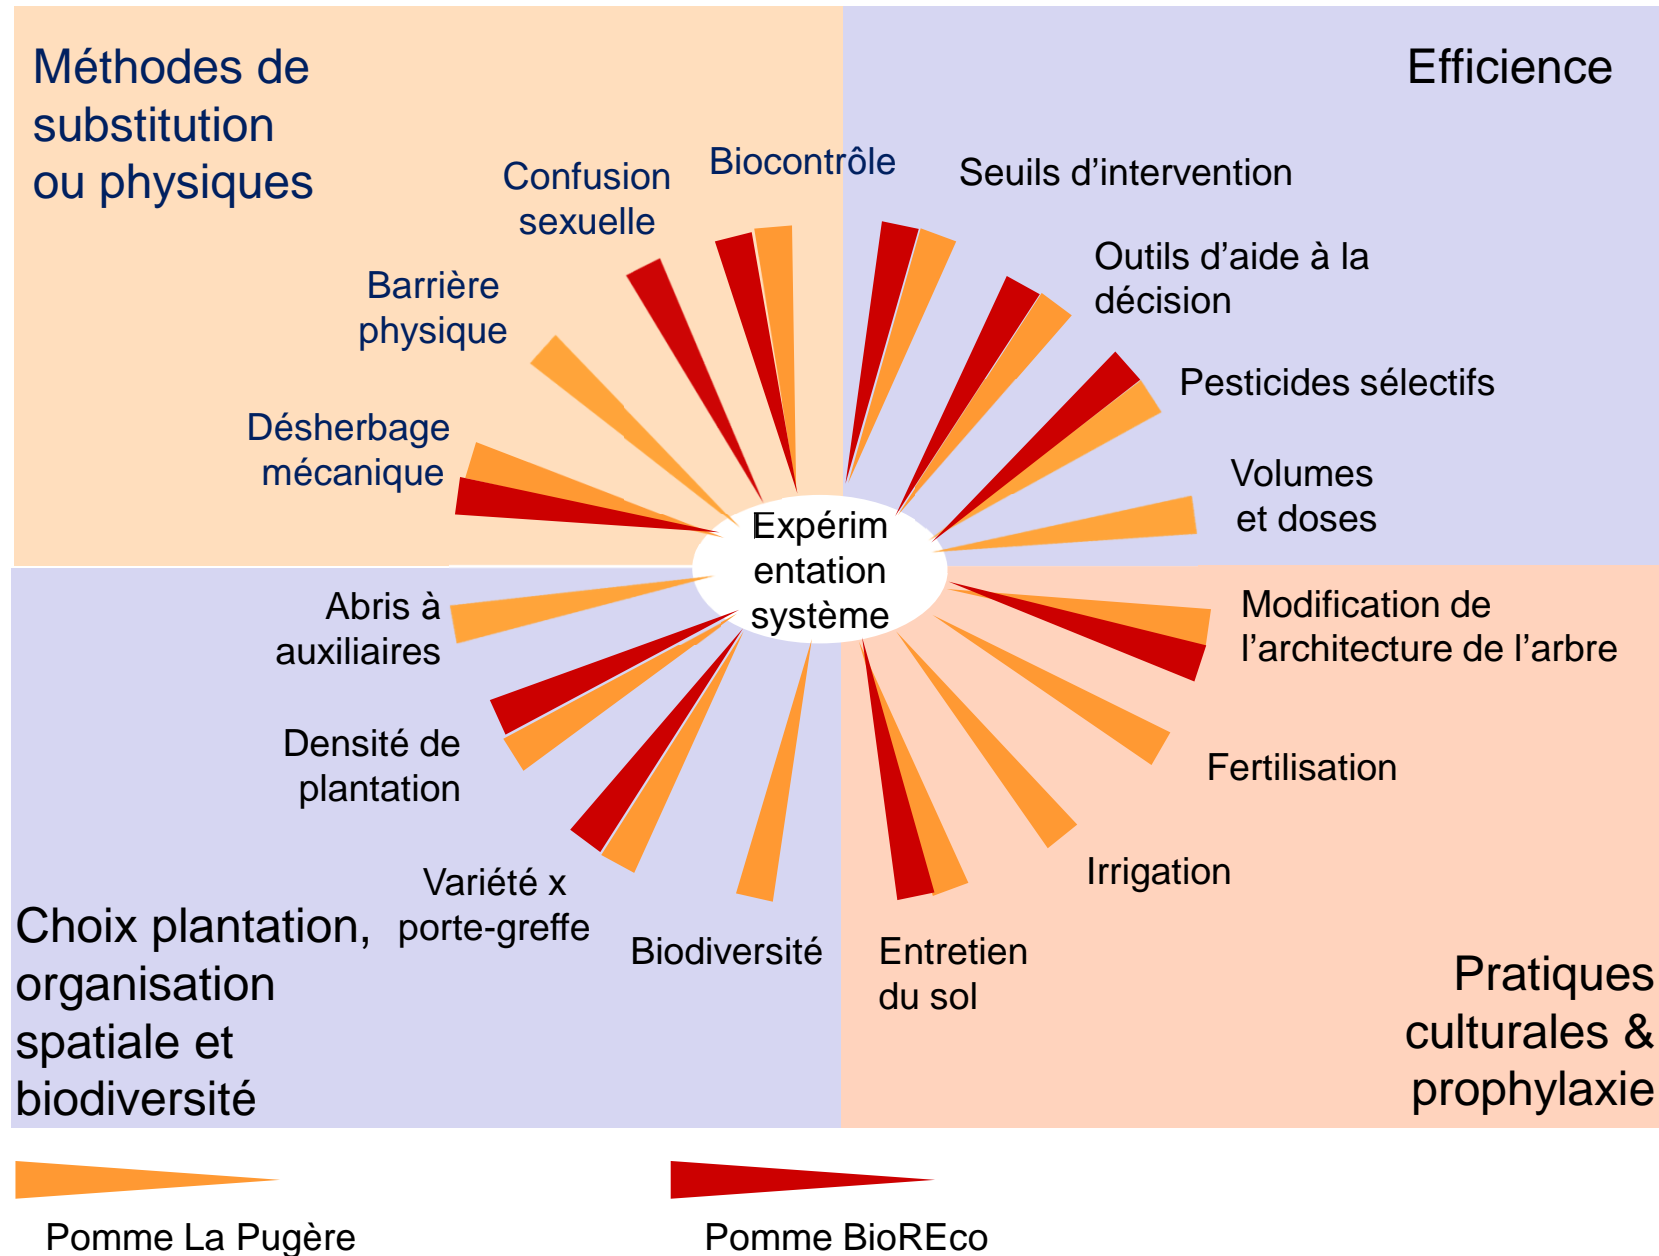 Méthodes de
substitution
ou physiques
Efficience
Confusion
sexuelle
Biocontrôle
Seuils d’intervention
Barrière
physique
Outils d’aide à la
décision
Désherbage
mécanique
Pesticides sélectifs
Volumes
et doses
Expérim
entation
système
Abris à
auxiliaires
Modification de
l’architecture de l’arbre
Densité de
plantation
Fertilisation
Variété x
porte-greffe
Irrigation
Biodiversité
Entretien
du sol
Choix plantation,
organisation
spatiale et
biodiversité
Pratiques
culturales &
prophylaxie
Pomme La Pugère
Pomme BioREco